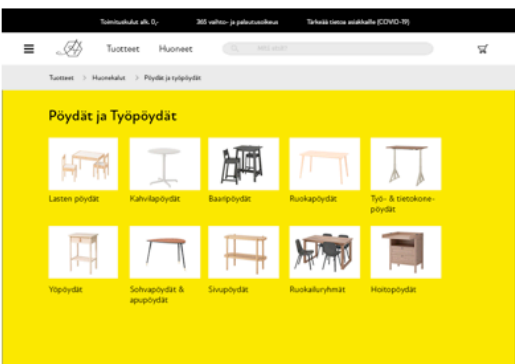 Toimituskulut alk. 0,-
365 vaihto- ja palautusoikeus
Tärkeää tietoa asiakkaille (COVID-19)
Tuotteet Huoneet
Tuotteet > Huonekalut > Pöydät ja työpöydät
Pöydät ja Työpöydät
Lasten pöydät
Kahvilapöydät
Baaripöydät
Ruokapöydät
Työ- & tietokone-
pöydät
Yöpöydät
Sohvapöydät &
apupöydät
Sivupöydät
Ruokailuryhmät
Hoitopöydät